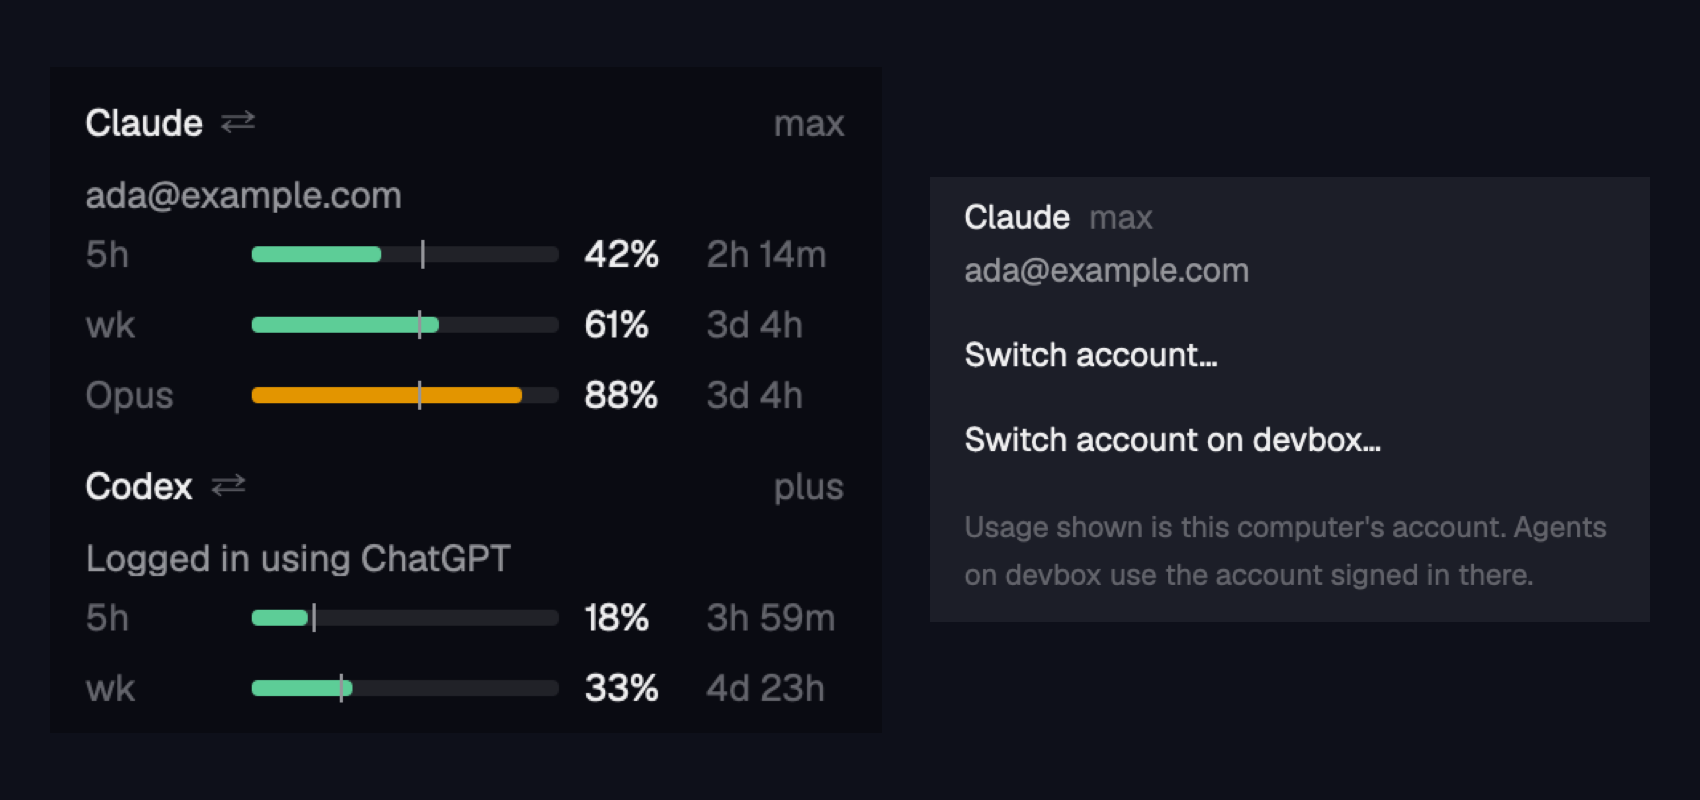 Claude ⇄ max
ada@example.com
5h 42% 2h 14m
wk 61% 3d 4h
Opus 88% 3d 4h
Codex ⇄ plus
Logged in using ChatGPT
5h 18% 3h 59m
wk 33% 4d 23h
Claude max
ada@example.com
Switch account…
Switch account on devbox…
Usage shown is this computer's account. Agents
on devbox use the account signed in there.